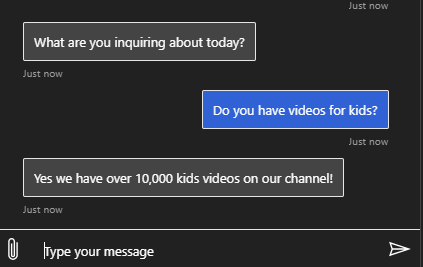 Just now
What are you inquiring about today?
Just now
Do you have videos for kids?
Just now
Yes we have over 10,000 kids videos on our channel!
Just now
Type your message